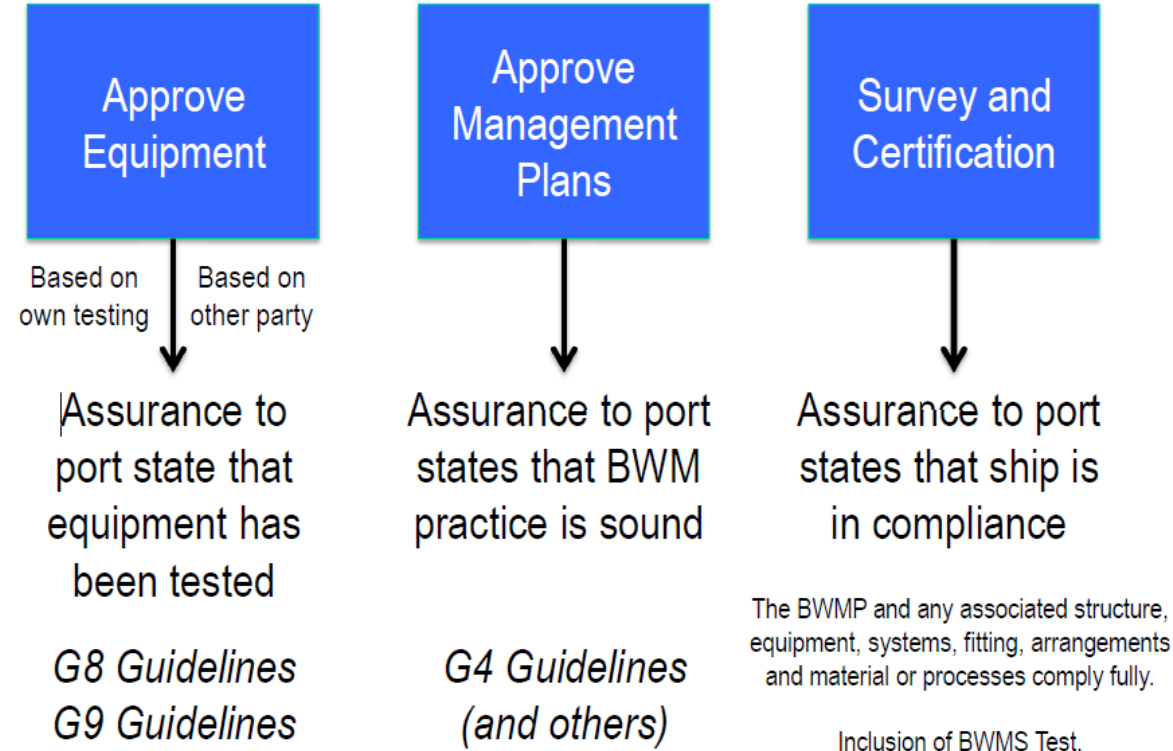 Approve
Equipment
Based on
own testing
Based on
other party
Assurance to
port state that
equipment has
been tested
G8 Guidelines
G9 Guidelines
Approve
Management
Plans
Assurance to port
states that BWM
practice is sound
G4 Guidelines
(and others)
Survey and
Certification
Assurance to port
states that ship is
in compliance
The BWMP and any associated structure,
equipment, systems, fitting, arrangements
and material or processes comply fully.
Inclusion of BWMS Test.